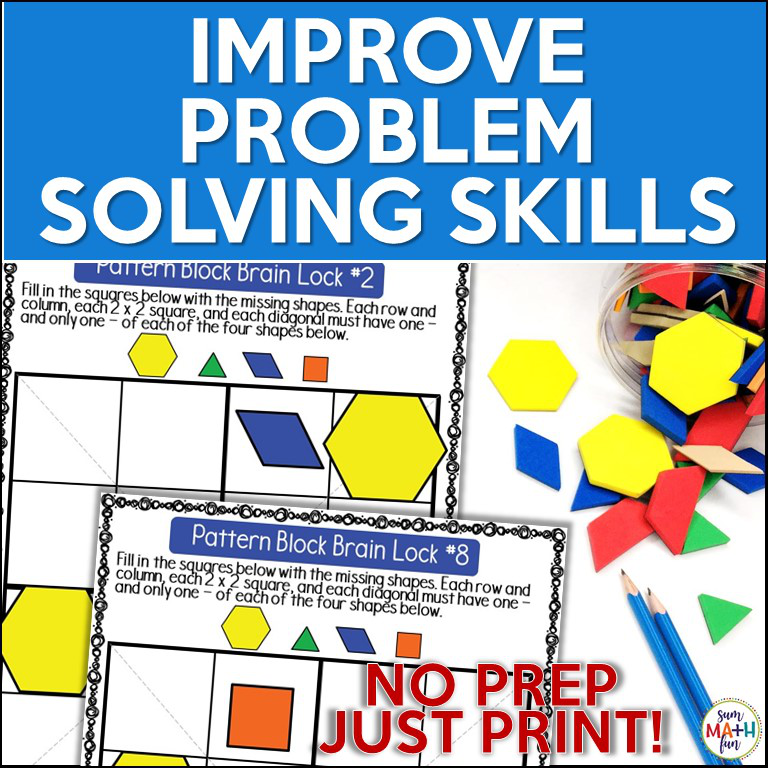 IMPROVE
PROBLEM
SOLVING SKILLS
Pattern Block Brain Lock #2
Fill in the squares below with the missing shapes. Each row and
column, each 2 x 2 square, and each diagonal must have one –
and only one – of each of the four shapes below.
Pattern Block Brain Lock #8
Fill in the squares below with the missing shapes. Each row and
column, each 2 x 2 square, and each diagonal must have one –
and only one – of each of the four shapes below.
NO PREP
JUST PRINT!
sum
MATH
fun